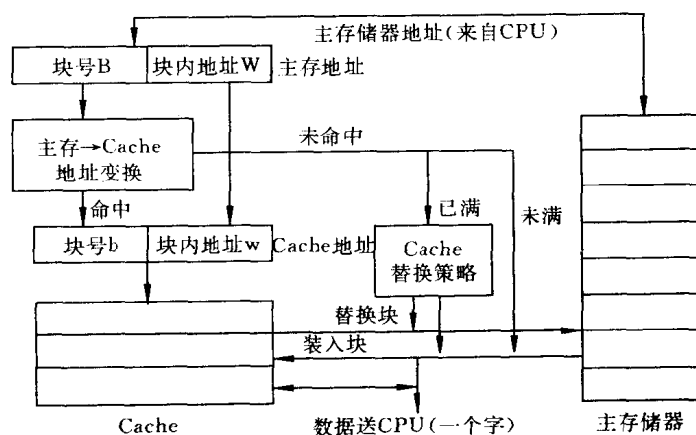 主存储器地址(来自CPU)
块号B 块内地址W 主存地址
未命中
主存→Cache
地址变换
命中 已满 未满
块号b 块内地址w Cache地址
Cache
替换策略
替换块
装入块
Cache 数据送CPU(一个字) 主存储器